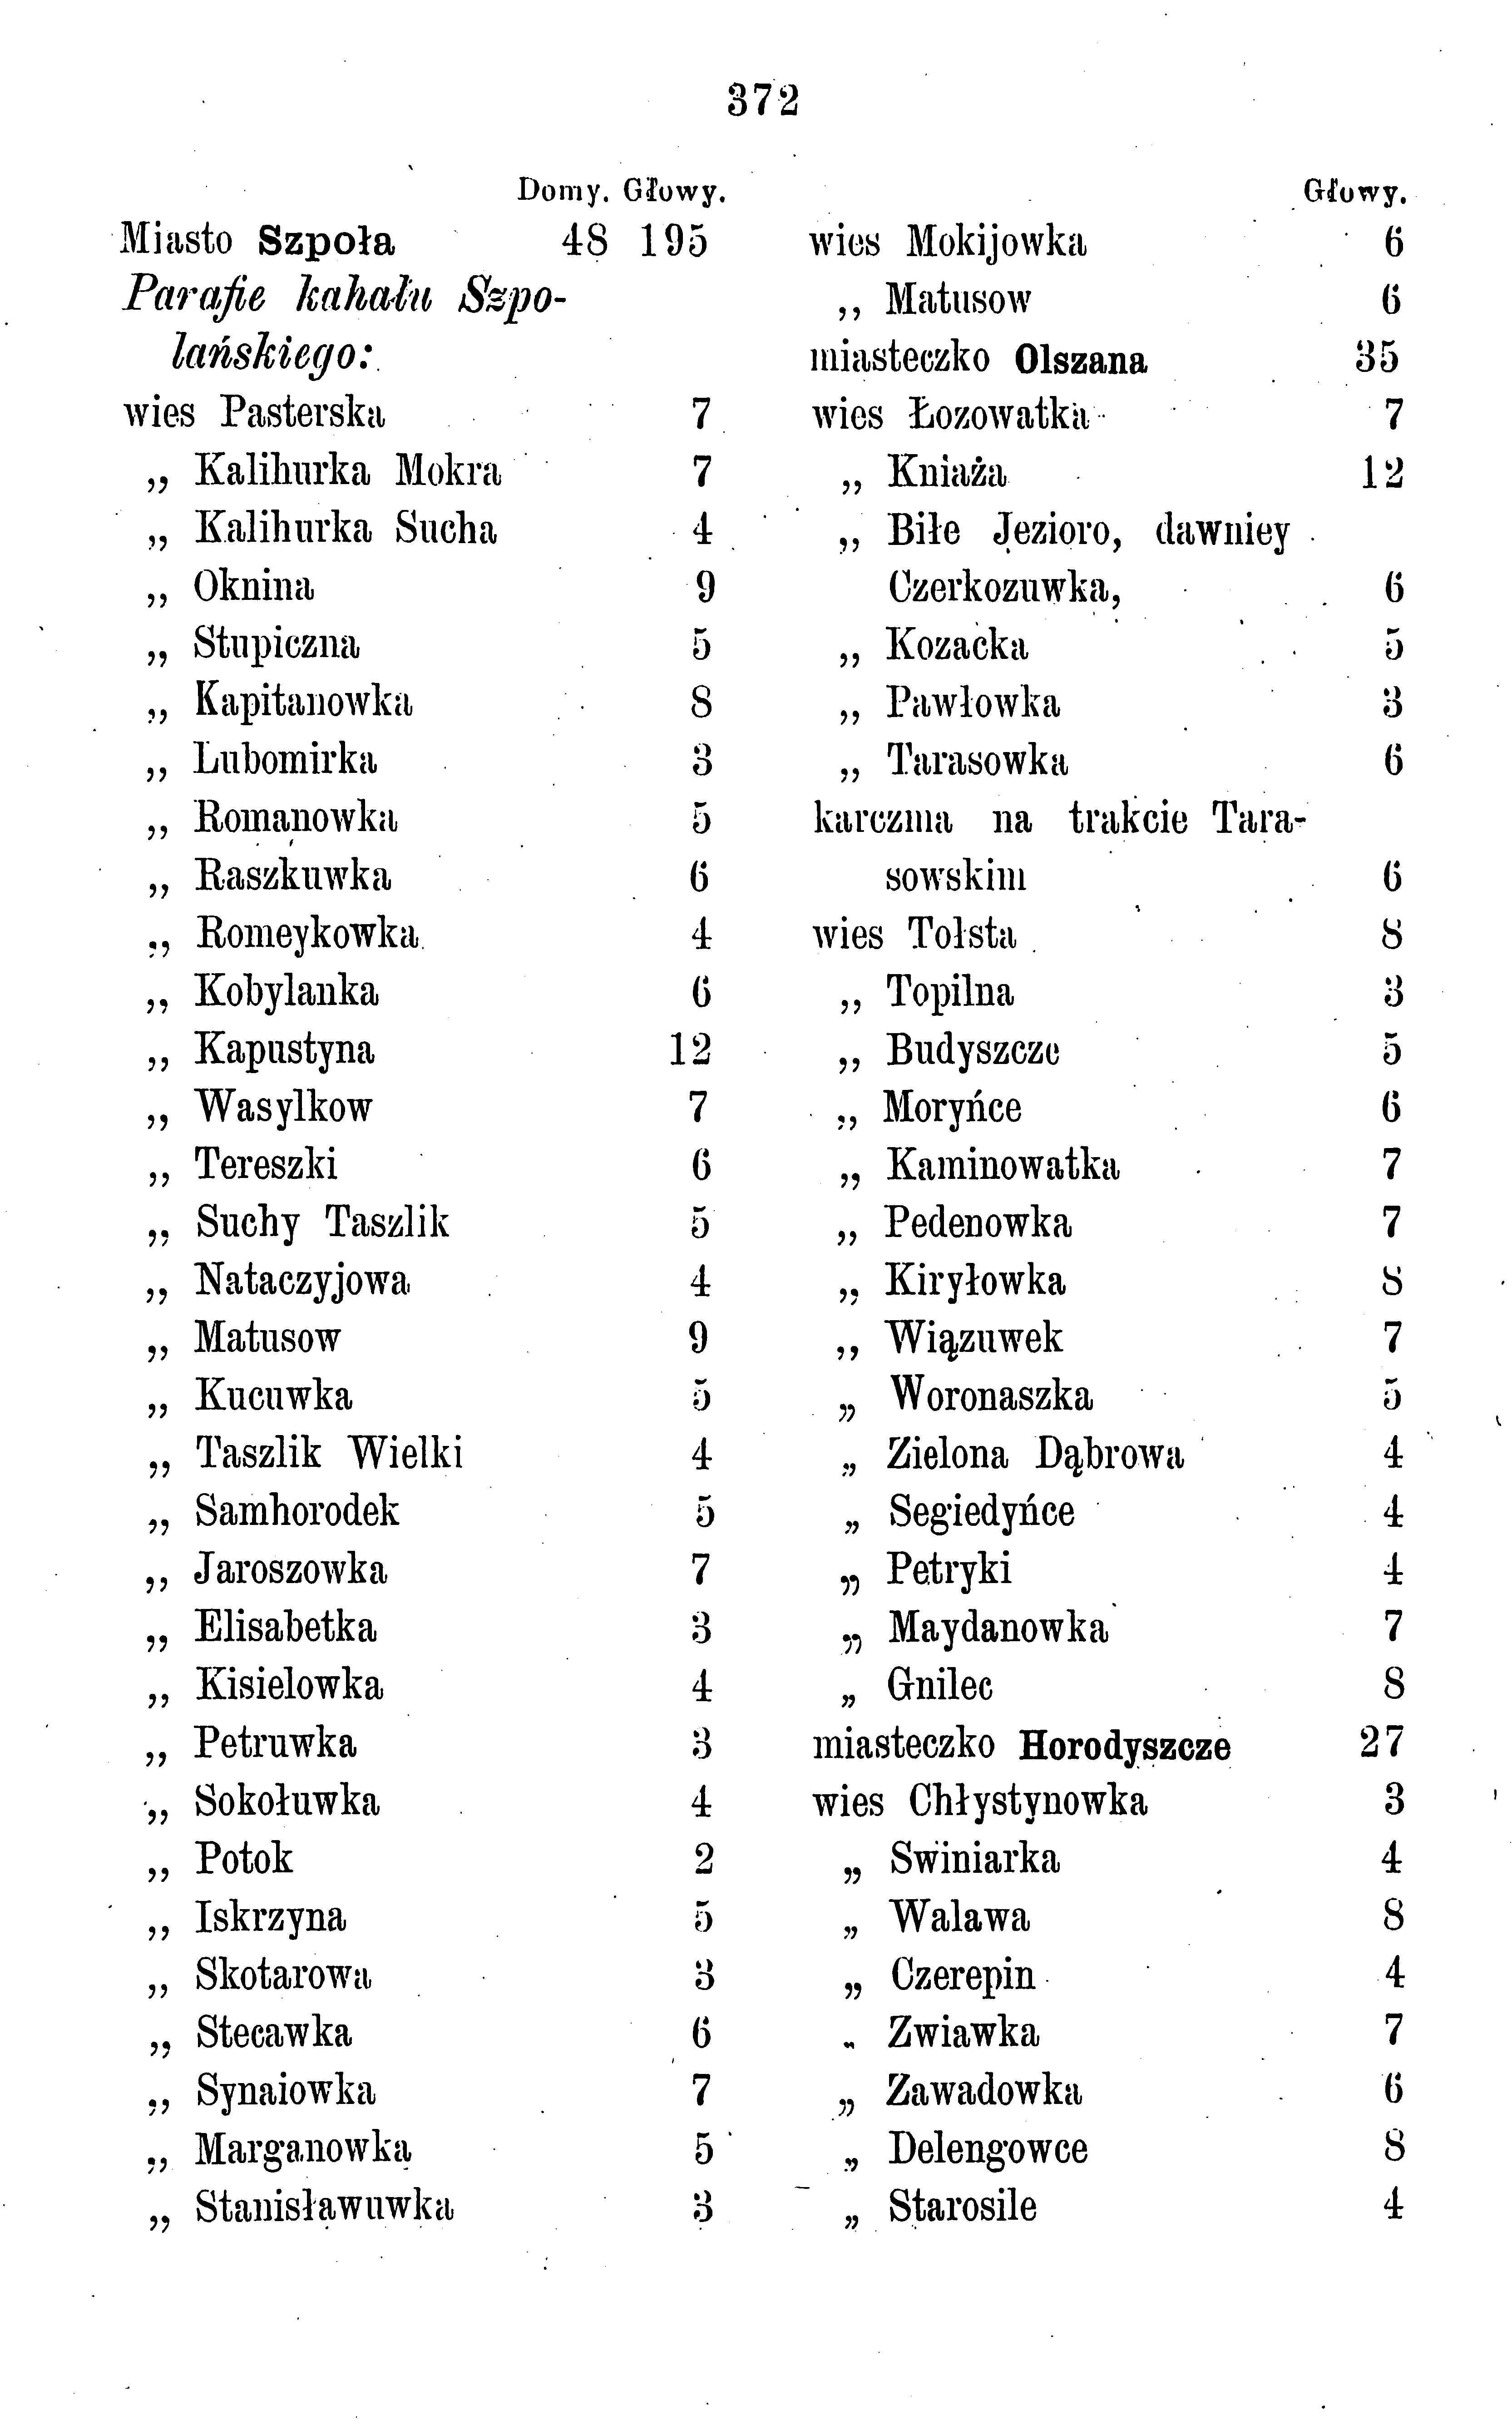 372
Domy. Głowy.
Miasto Szpoła 48 195
Parafie kahału Szpo-
lańskiego:
wies Pasterska 7
„ Kalihurka Mokra 7
„ Kalihurka Sucha 4
„ Oknina 9
„ Stupiczna 5
„ Kapitanowka 8
„ Lubomirka 3
„ Romanowka 5
„ Raszkuwka 6
„ Romeykowka 4
„ Kobylanka 6
„ Kapustyna 12
„ Wasylkow 7
„ Tereszki 6
„ Suchy Taszlik 5
„ Nataczyjowa 4
„ Matusow 9
„ Kucuwka 5
„ Taszlik Wielki 4
„ Samhorodek 5
„ Jaroszowka 7
„ Elisabetka 3
„ Kisielowka 4
„ Petruwka 3
„ Sokołuwka 4
„ Potok 2
„ Iskrzyna 5
„ Skotarowa 3
„ Stecawka 6
„ Synaiowka 7
„ Marganowka 5
„ Stanisławuwka 3
Głowy.
wies Mokijowka 6
„ Matusow 6
miasteczko Olszana 35
wies Łozowatka 7
„ Kniaża 12
„ Biłe Jezioro, dawniey
Czerkozuwka, 6
„ Kozacka 5
„ Pawłowka 3
„ Tarasowka 6
karczma na trakcie Tara-
sowskim 6
wies Tołsta 8
„ Topilna 3
„ Budyszcze 5
„ Moryńce 6
„ Kaminowatka 7
„ Pedenowka 7
„ Kiryłowka 8
„ Wiązuwek 7
„ Woronaszka 5
„ Zielona Dąbrowa 4
„ Segiedyńce 4
„ Petryki 4
„ Maydanowka 7
„ Gnilec 8
miasteczko Horodyszcze 27
wies Chłystynowka 3
„ Swiniarka 4
„ Walawa 8
„ Czerepin 4
„ Zwiawka 7
„ Zawadowka 6
„ Delengowce 8
„ Starosile 4